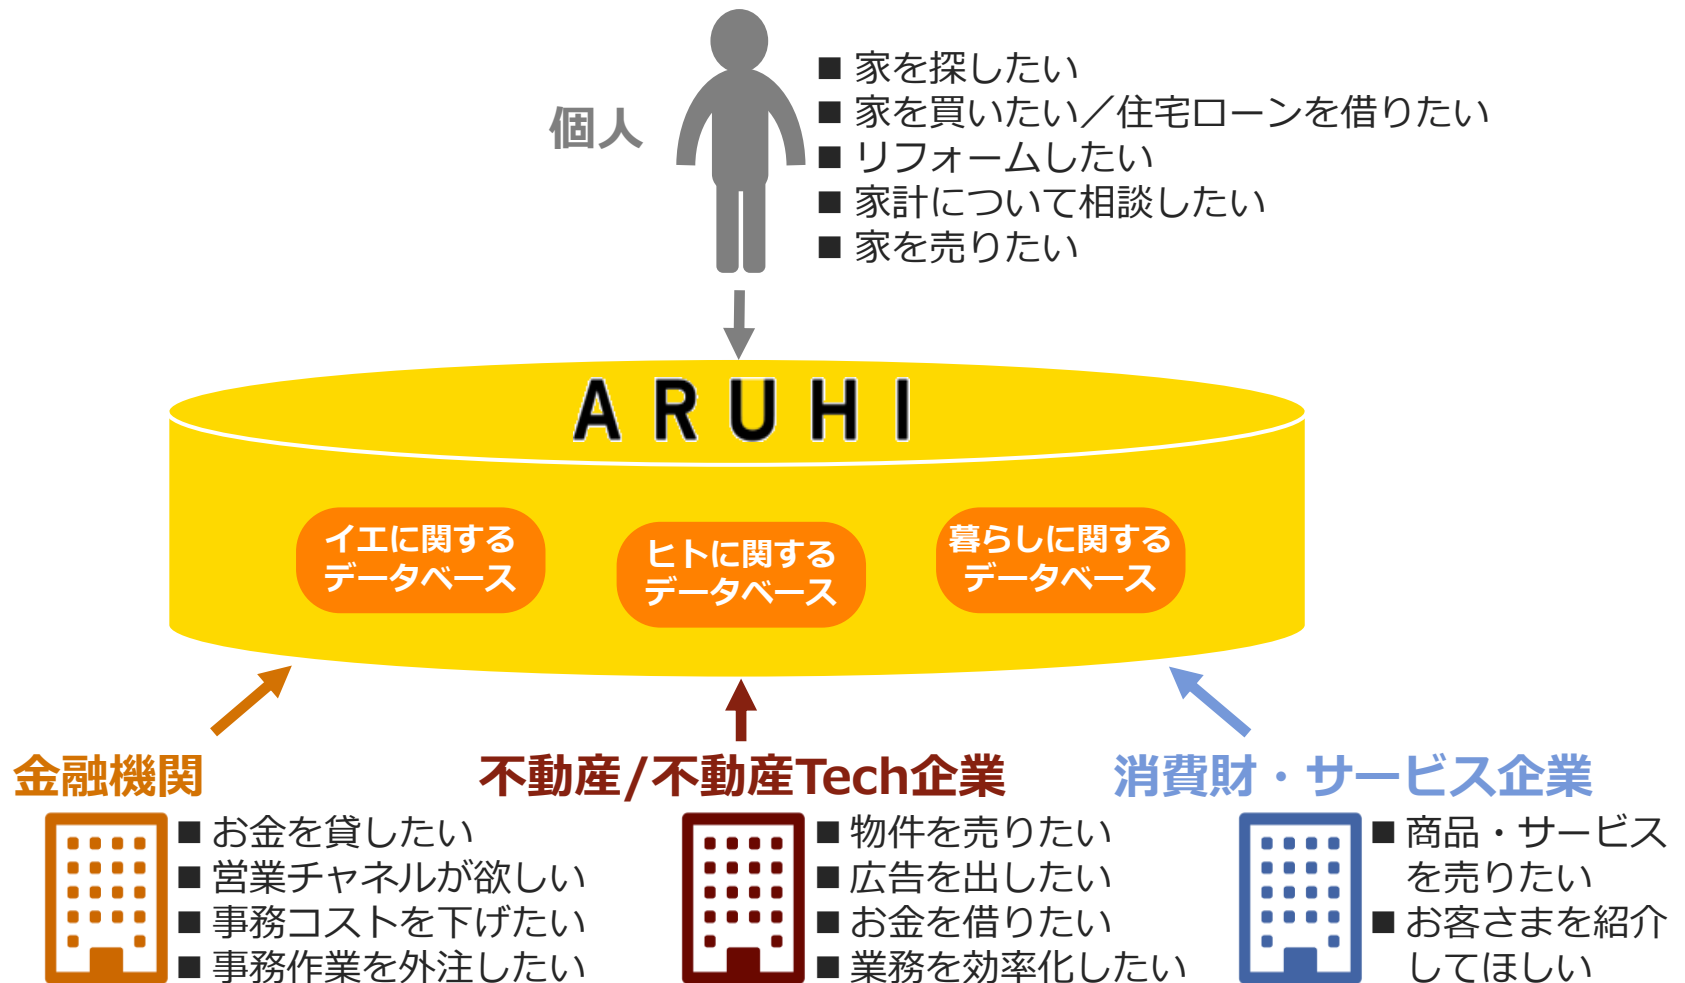 個人
■ 家を探したい
■ 家を買いたい／住宅ローンを借りたい
■ リフォームしたい
■ 家計について相談したい
■ 家を売りたい
ARUHI
イエに関する
データベース
ヒトに関する
データベース
暮らしに関する
データベース
金融機関
■ お金を貸したい
■ 営業チャネルが欲しい
■ 事務コストを下げたい
■ 事務作業を外注したい
不動産/不動産Tech企業
■ 物件を売りたい
■ 広告を出したい
■ お金を借りたい
■ 業務を効率化したい
消費財・サービス企業
■ 商品・サービス
を売りたい
■ お客さまを紹介
してほしい